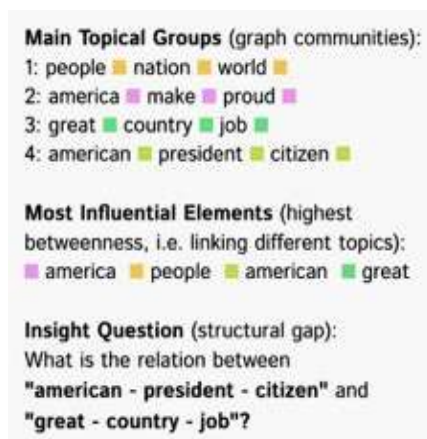 Main Topical Groups (graph communities):
1: people nation world
2: america make proud
3: great country job
4: american president citizen
Most Influential Elements (highest
betweenness, i.e. linking different topics):
america people american great
Insight Question (structural gap):
What is the relation between
"american - president - citizen" and
"great - country - job"?